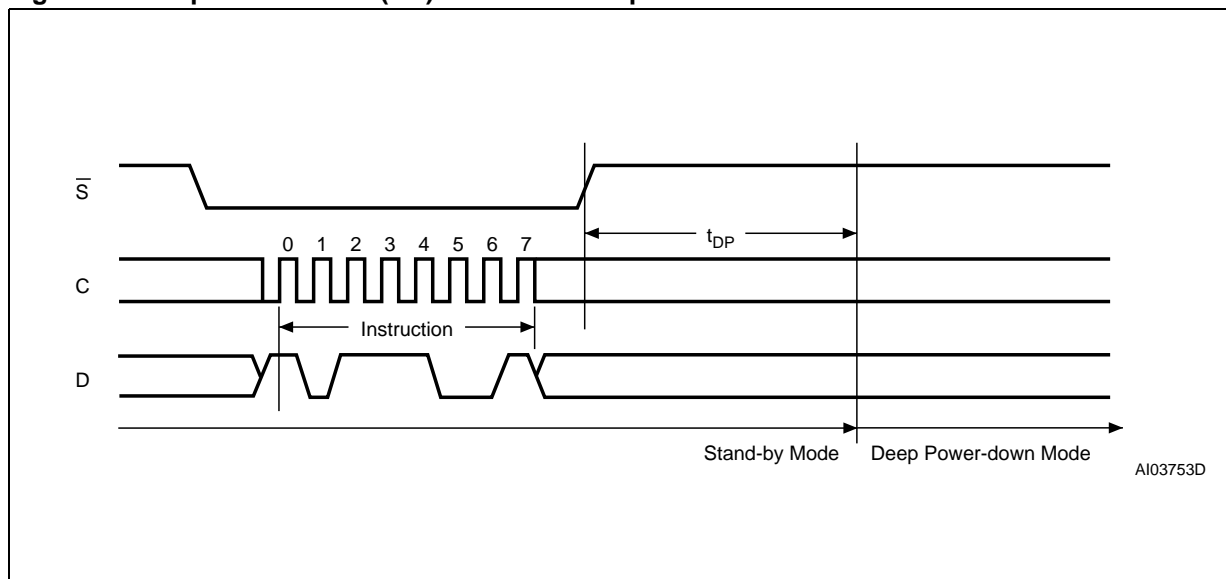 S̅
0 1 2 3 4 5 6 7
tDP
C
Instruction
D
Stand-by Mode
Deep Power-down Mode
AI03753D